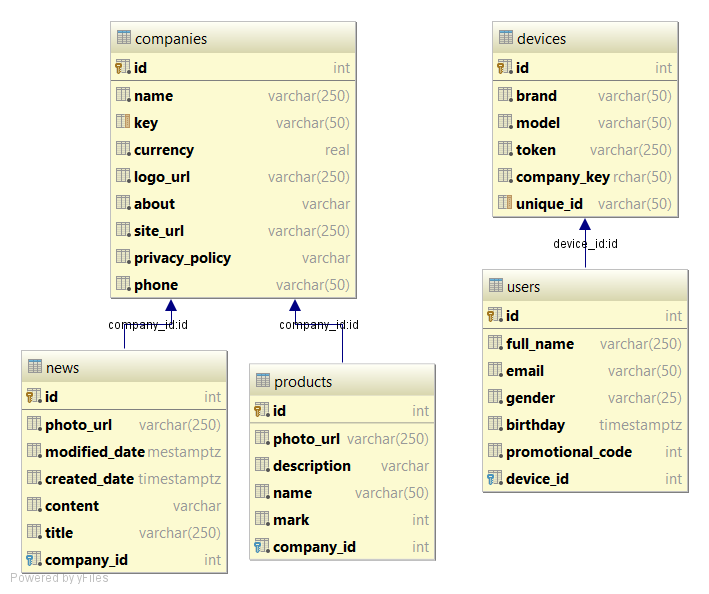 companies
id int
name varchar(250)
key varchar(50)
currency real
logo_url varchar(250)
about varchar
site_url varchar(250)
privacy_policy varchar
phone varchar(50)
devices
id int
brand varchar(50)
model varchar(50)
token varchar(250)
company_key rchar(50)
unique_id varchar(50)
company_id:id
company_id:id
device_id:id
news
id int
photo_url varchar(250)
modified_date mestamptz
created_date timestamptz
content varchar
title varchar(250)
company_id int
products
id int
photo_url varchar(250)
description varchar
name varchar(50)
mark int
company_id int
users
id int
full_name varchar(250)
email varchar(50)
gender varchar(25)
birthday timestamptz
promotional_code int
device_id int
Powered by yFiles